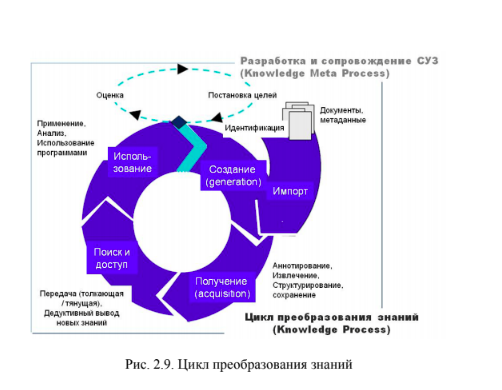 Разработка и сопровождение СУЗ
(Knowledge Meta Process)
Оценка
Постановка целей
Документы,
метаданные
Идентификация
Применение,
Анализ,
Использование
программами
Исполь-
зование
Создание
(generation)
Импорт
Поиск и
доступ
Получение
(acquisition)
Аннотирование,
Извлечение,
Структурирование,
сохранение
Передача (толкающая
/тянущая),
Дедуктивный вывод
новых знаний
Цикл преобразования знаний
(Knowledge Process)
Рис. 2.9. Цикл преобразования знаний